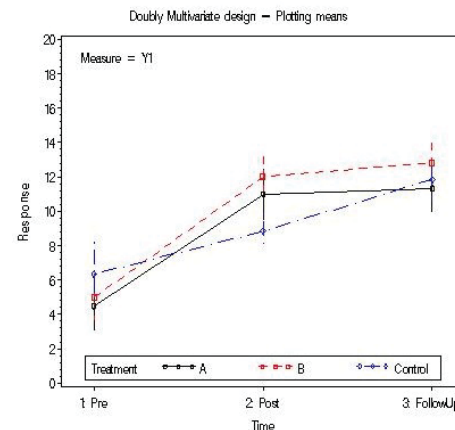 Doubly Multivariate design - Plotting means
Measure = Y1
Response
20
18
16
14
12
10
8
6
4
2
0
Treatment A B Control
1: Pre 2: Post 3: FollowUp
Time